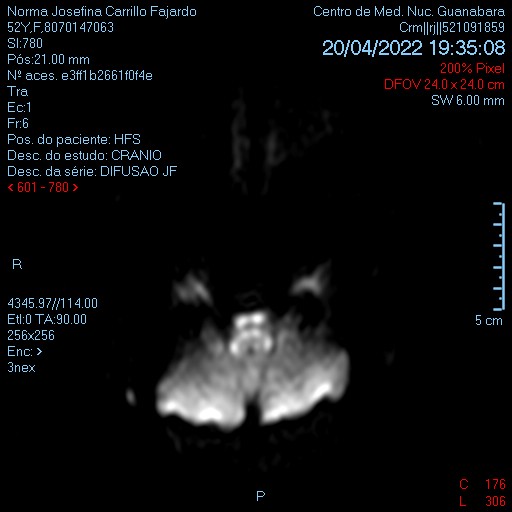 Norma Josefina Carrillo Fajardo
52Y,F,8070147063
Sl:780
Pós:21.00 mm
Nº aces. e3ff1b2661f0f4e
Tra
Ec:1
Fr:6
Pos. do paciente: HFS
Desc. do estudo: CRANIO
Desc. da série: DIFUSAO JF
< 601 - 780 >
Centro de Med. Nuc. Guanabara
Crm||rj||521091859
20/04/2022 19:35:08
200% Pixel
DFOV 24.0 x 24.0 cm
SW 6.00 mm
R
5 cm
4345.97//114.00
Etl:0 TA:90.00
256x256
Enc: >
3nex
P
C 176
L 306